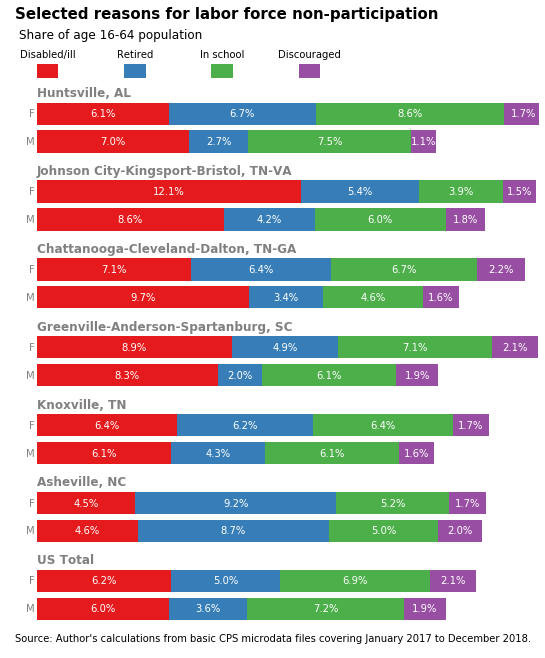 Selected reasons for labor force non-participation
Share of age 16-64 population
Disabled/ill Retired In school Discouraged
Huntsville, AL
F 6.1% 6.7% 8.6% 1.7%
M 7.0% 2.7% 7.5% 1.1%
Johnson City-Kingsport-Bristol, TN-VA
F 12.1% 5.4% 3.9% 1.5%
M 8.6% 4.2% 6.0% 1.8%
Chattanooga-Cleveland-Dalton, TN-GA
F 7.1% 6.4% 6.7% 2.2%
M 9.7% 3.4% 4.6% 1.6%
Greenville-Anderson-Spartanburg, SC
F 8.9% 4.9% 7.1% 2.1%
M 8.3% 2.0% 6.1% 1.9%
Knoxville, TN
F 6.4% 6.2% 6.4% 1.7%
M 6.1% 4.3% 6.1% 1.6%
Asheville, NC
F 4.5% 9.2% 5.2% 1.7%
M 4.6% 8.7% 5.0% 2.0%
US Total
F 6.2% 5.0% 6.9% 2.1%
M 6.0% 3.6% 7.2% 1.9%
Source: Author's calculations from basic CPS microdata files covering January 2017 to December 2018.